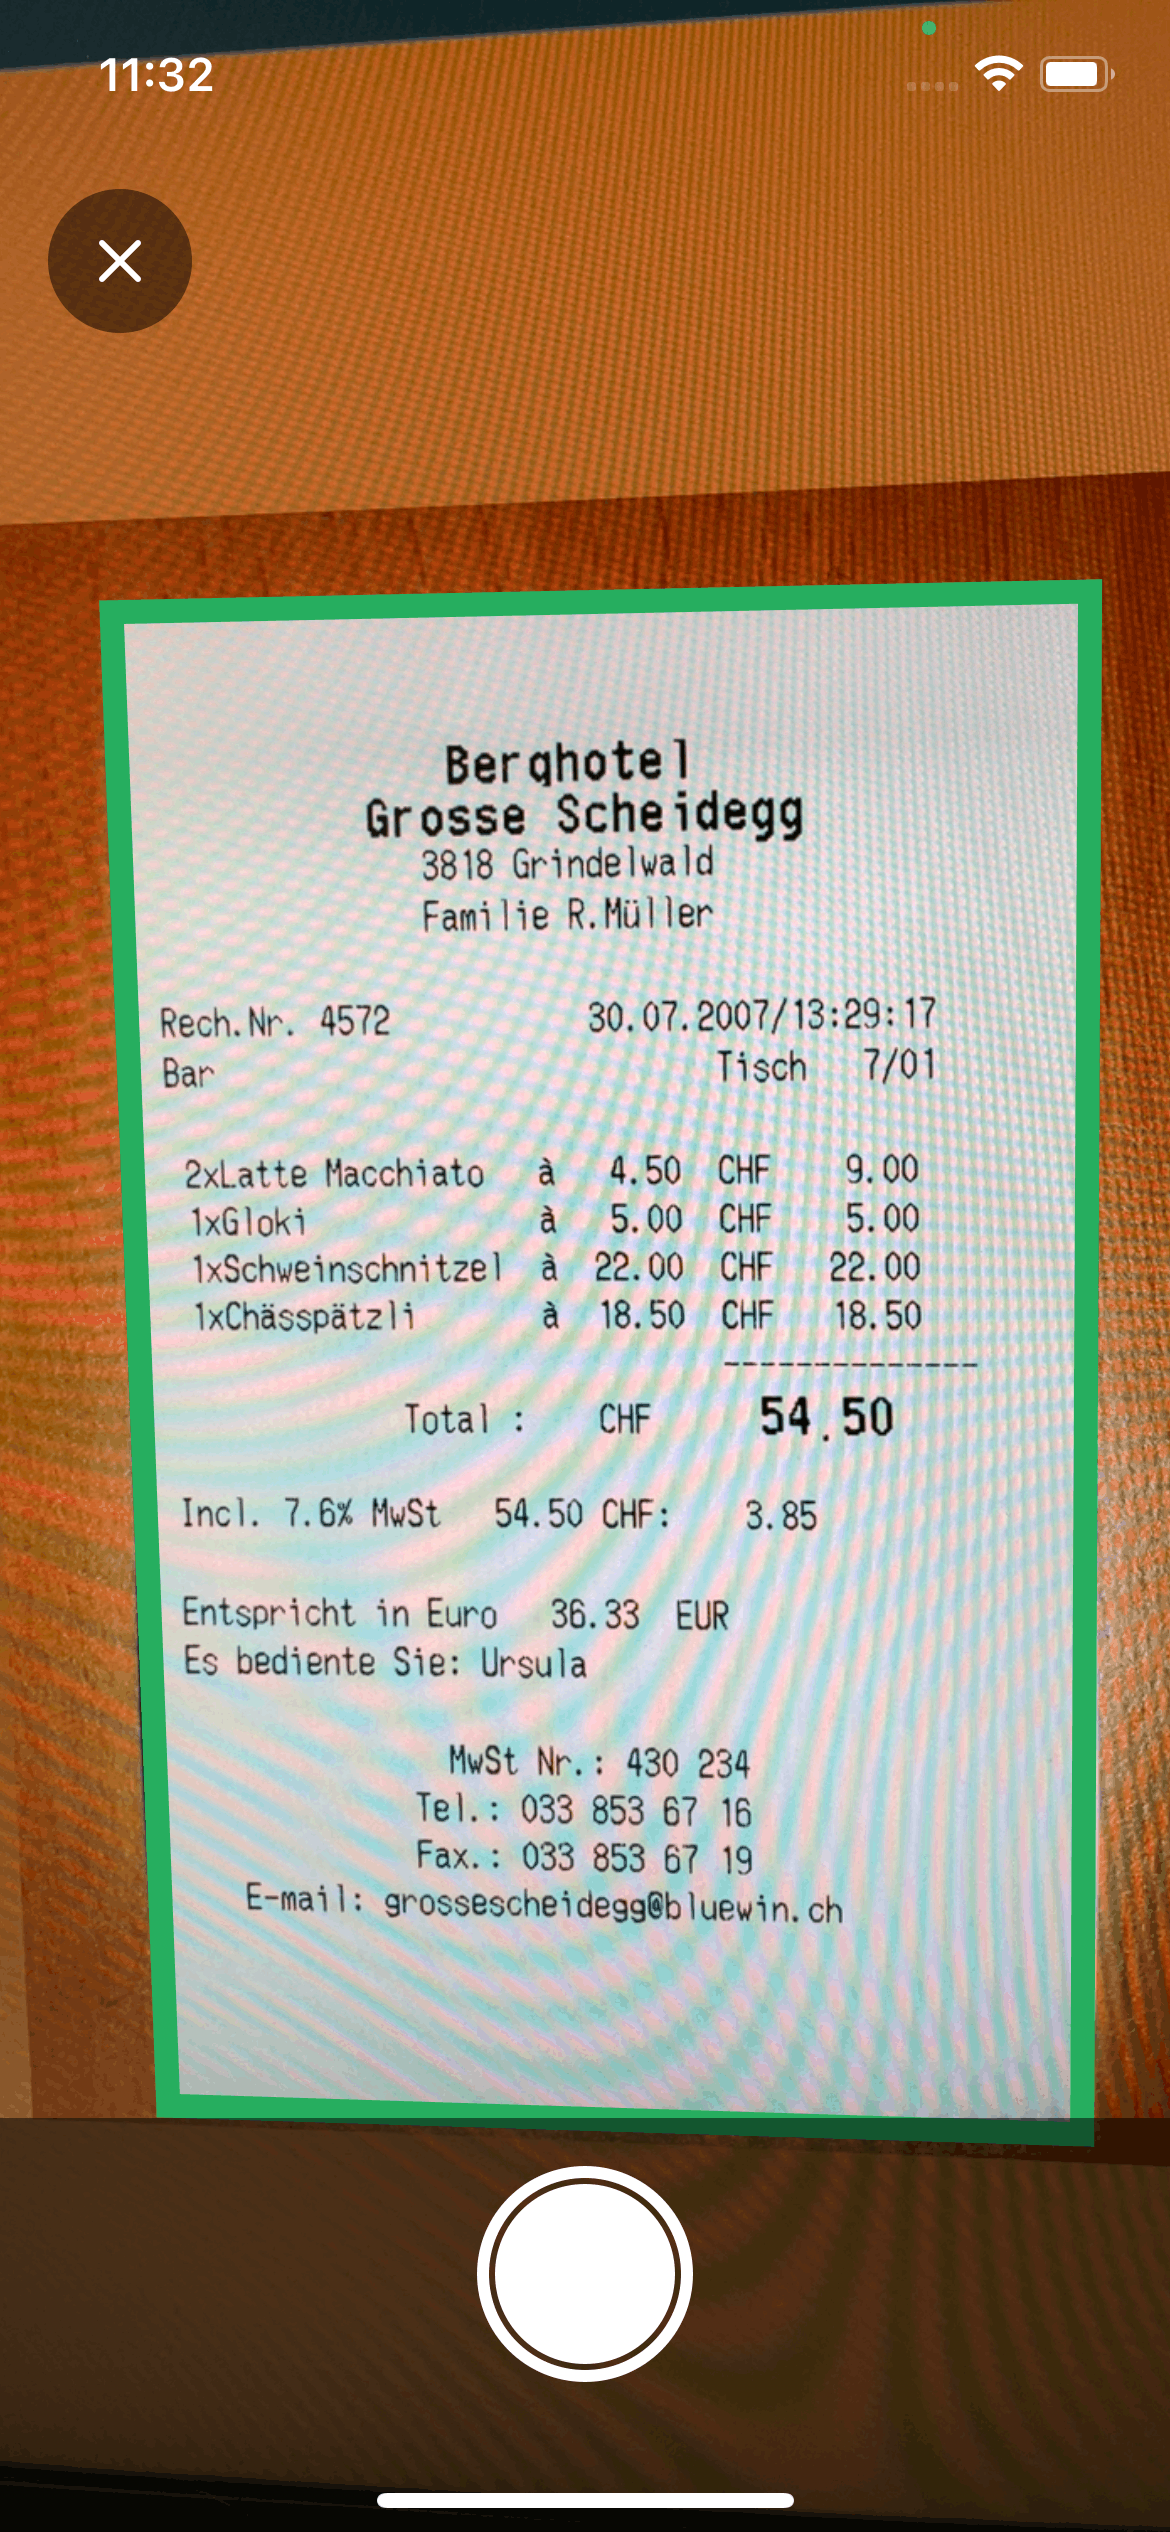 11:32
Berghotel
Grosse Scheidegg
3818 Grindelwald
Familie R.Müller
Rech.Nr. 4572 30.07.2007/13:29:17
Bar Tisch 7/01
2xLatte Macchiato à 4.50 CHF 9.00
1xGloki à 5.00 CHF 5.00
1xSchweinschnitzel à 22.00 CHF 22.00
1xChässpätzli à 18.50 CHF 18.50
--------------
Total : CHF 54.50
Incl. 7.6% MwSt 54.50 CHF: 3.85
Entspricht in Euro 36.33 EUR
Es bediente Sie: Ursula
MwSt Nr.: 430 234
Tel.: 033 853 67 16
Fax.: 033 853 67 19
E-mail: grossescheidegg@bluewin.ch